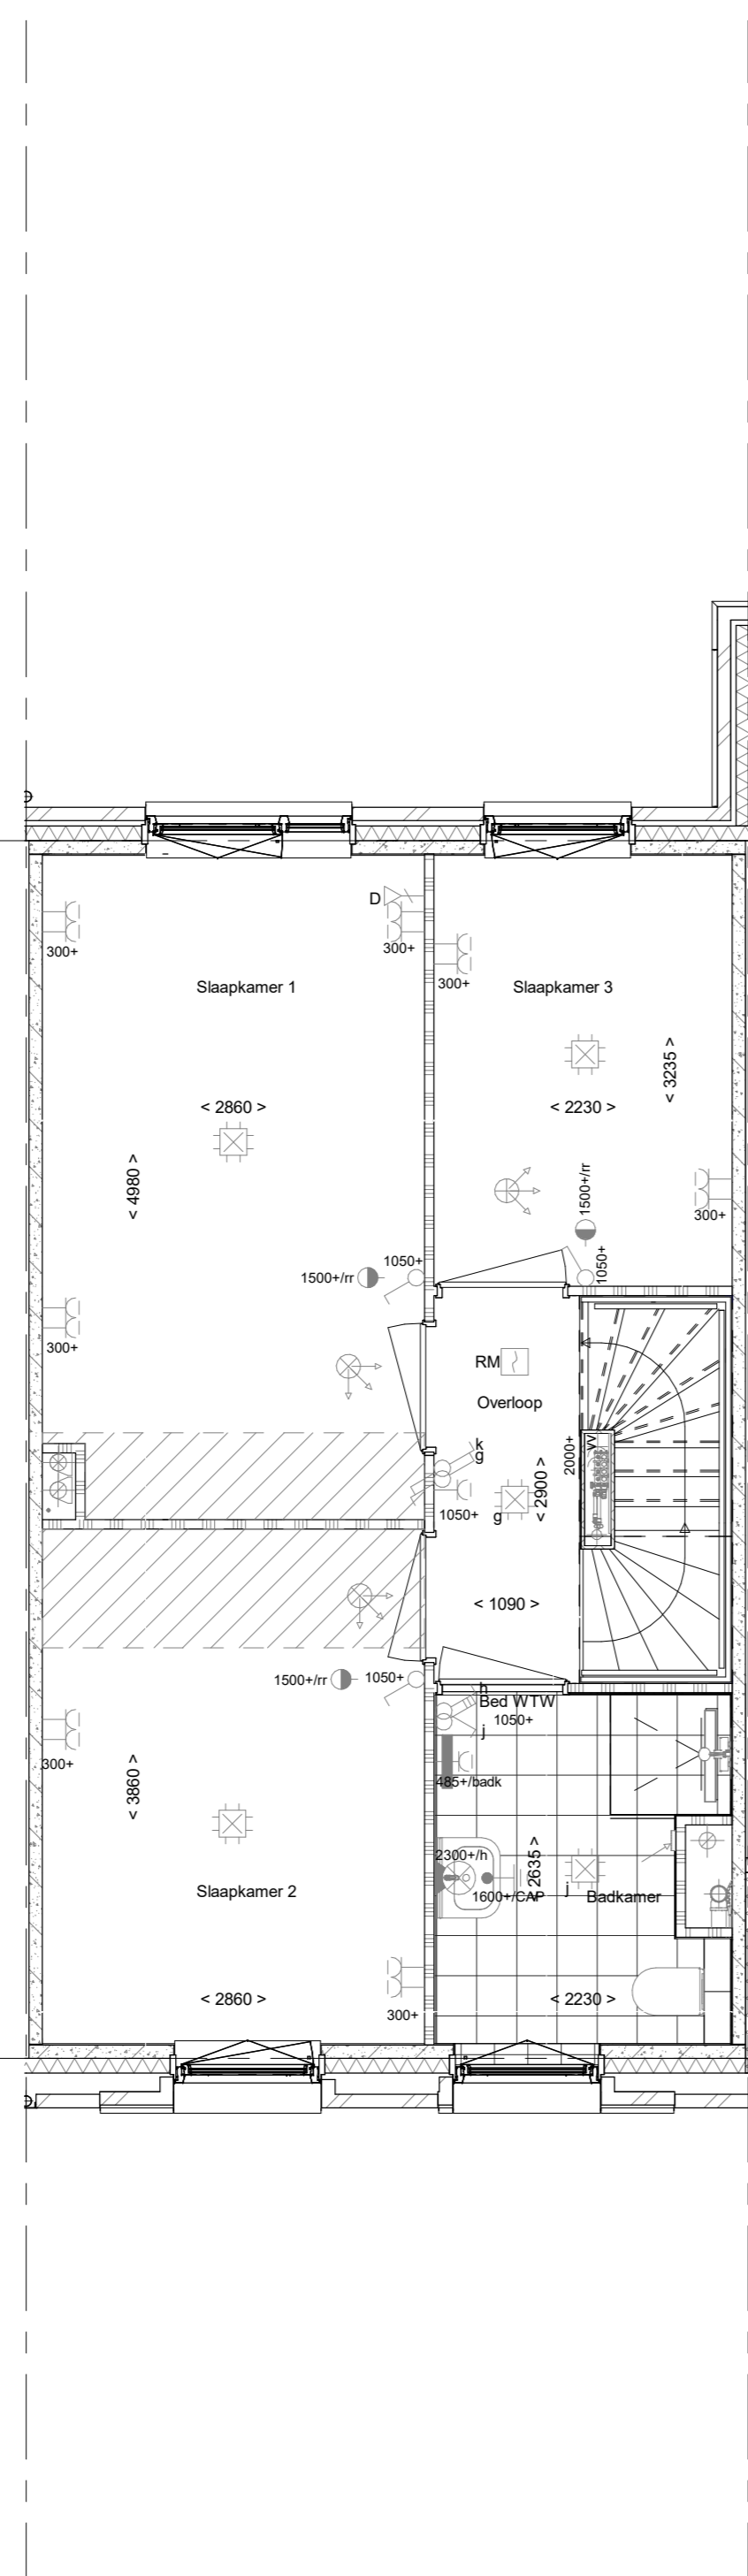 D
300+
300+
300+
Slaapkamer 1
Slaapkamer 3
< 3235 >
< 2860 >
< 2230 >
< 4980 >
1500+/rr
300+
1050+
1500+/rr
1050+
300+
RM
Overloop
k
g
2000+
VV
< 2900 >
1050+
g
< 1090 >
1500+/rr
1050+
h
Bed WTW
1050+
j
300+
485+/badk
< 3860 >
2300+/h
< 2635 >
1600+/CAP
j
Badkamer
Slaapkamer 2
< 2860 >
< 2230 >
300+